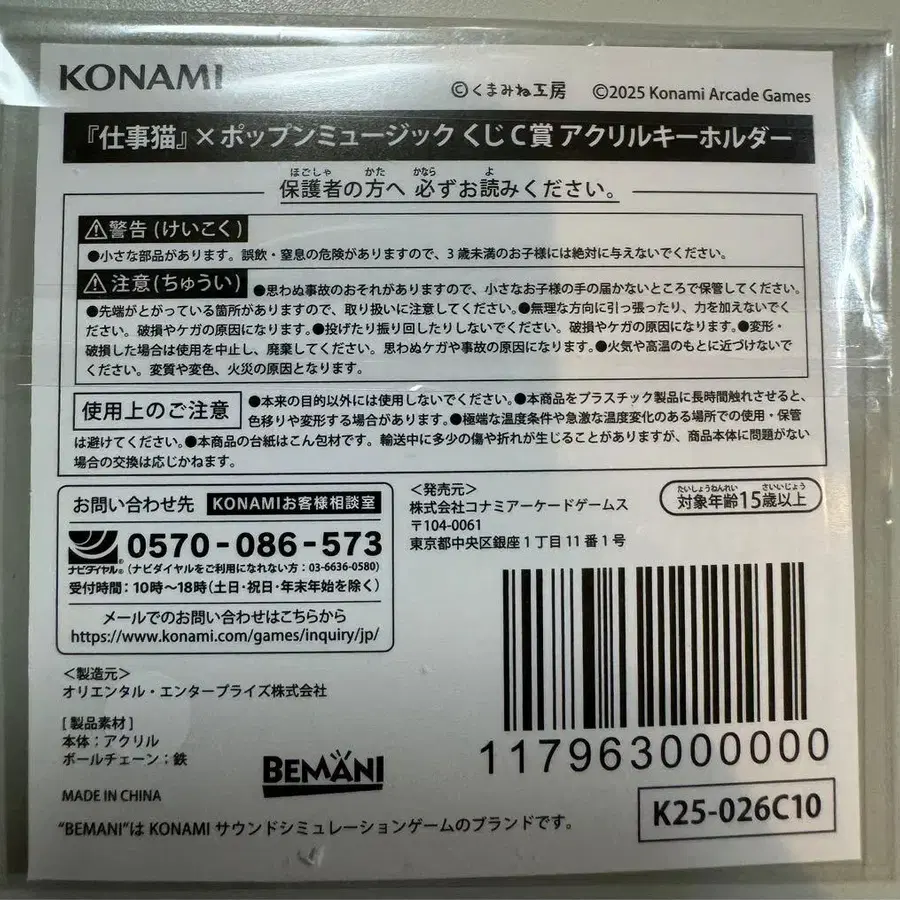 KONAMI
©くまみね工房 ©2025 Konami Arcade Games
『仕事猫』×ポップンミュージック くじ C賞 アクリルキーホルダー
ほごしゃ かた かなら よ
保護者の方へ 必ずお読みください。
⚠警告(けいこく)
●小さな部品があります。誤飲・窒息の危険がありますので、3歳未満のお子様には絶対に与えないでください。
⚠注意(ちゅうい) ●思わぬ事故のおそれがありますので、小さなお子様の手の届かないところで保管してください。
●先端がとがっている箇所がありますので、取り扱いに注意してください。●無理な方向に引っ張ったり、力を加えないでく
ださい。破損やケガの原因になります。●投げたり振り回したりしないでください。破損やケガの原因になります。●変形・
破損した場合は使用を中止し、廃棄してください。思わぬケガや事故の原因になります。●火気や高温のもとに近づけないで
ください。変質や変色、火災の原因となります。
使用上のご注意 ●本来の目的以外には使用しないでください。●本商品をプラスチック製品に長時間触れさせると、
色移りや変形する場合があります。●極端な温度条件や急激な温度変化のある場所での使用・保管
は避けてください。●本商品の台紙はこん包材です。輸送中に多少の傷や折れが生じることがありますが、商品本体に問題がない
場合の交換は応じかねます。
お問い合わせ先 KONAMIお客様相談室
ナビダイヤル® 0570-086-573
(ナビダイヤルをご利用になれない方:03-6636-0580)
受付時間:10時~18時(土日・祝日・年末年始を除く)
メールでのお問い合わせはこちらから
https://www.konami.com/games/inquiry/jp/
<発売元>
株式会社コナミアーケードゲームス
〒104-0061
東京都中央区銀座1丁目11番1号
たいしょうねんれい さいいじょう
対象年齢15歳以上
<製造元>
オリエンタル・エンタープライズ株式会社
[製品素材]
本体:アクリル
ボールチェーン:鉄
MADE IN CHINA
BEMANI
117963000000
K25-026C10
"BEMANI"は KONAMI サウンドシミュレーションゲームのブランドです。